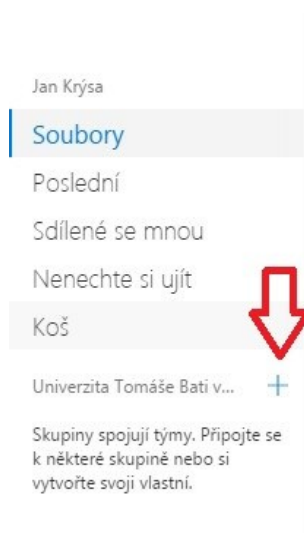 Jan Krýsa
Soubory
Poslední
Sdílené se mnou
Nenechte si ujít
Koš
Univerzita Tomáše Bati v...
Skupiny spojují týmy. Připojte se
k některé skupině nebo si
vytvořte svoji vlastní.